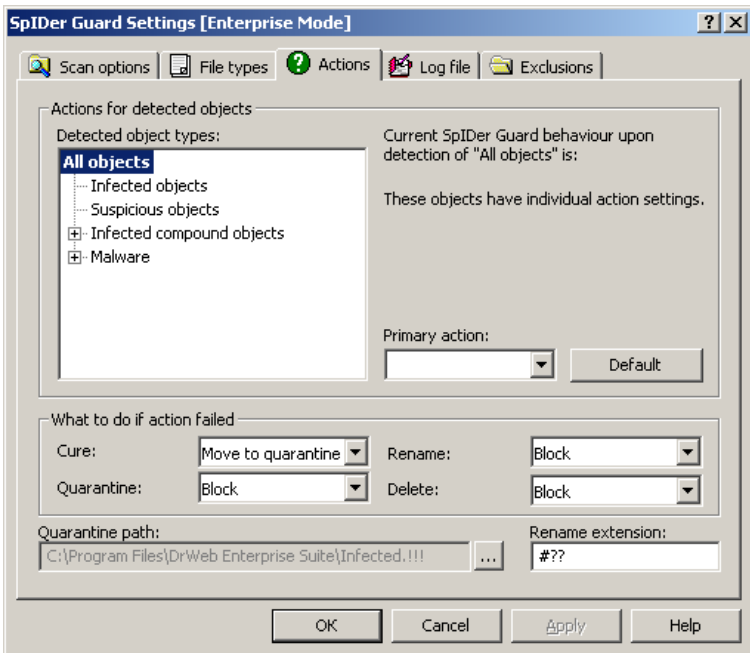 SpIDer Guard Settings [Enterprise Mode]
Scan options
File types
Actions
Log file
Exclusions
Actions for detected objects
Detected object types:
All objects
Infected objects
Suspicious objects
Infected compound objects
Malware
Current SpIDer Guard behaviour upon
detection of "All objects" is:
These objects have individual action settings.
Primary action:
Default
What to do if action failed
Cure:
Move to quarantine
Rename:
Block
Quarantine:
Block
Delete:
Block
Quarantine path:
C:\Program Files\DrWeb Enterprise Suite\Infected.!!!
...
Rename extension:
#??
OK
Cancel
Apply
Help